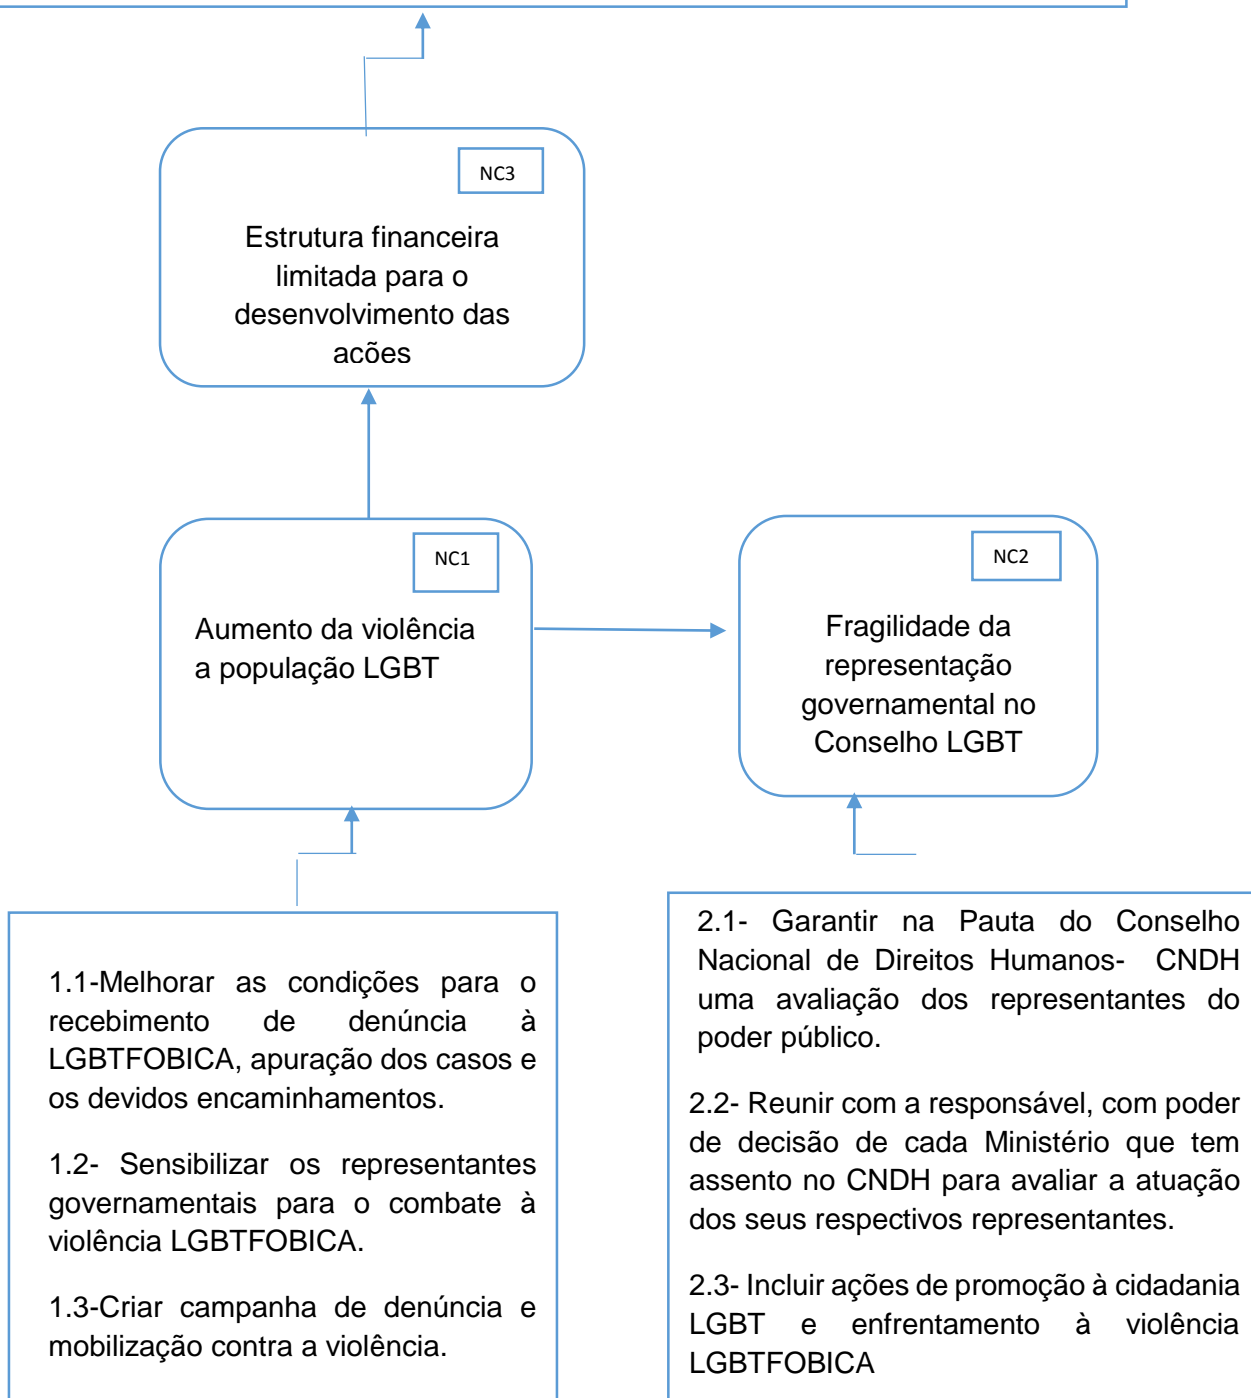 NC3
Estrutura financeira
limitada para o
desenvolvimento das
ações
NC1
Aumento da violência
a população LGBT
NC2
Fragilidade da
representação
governamental no
Conselho LGBT
1.1-Melhorar as condições para o
recebimento de denúncia à
LGBTFOBICA, apuração dos casos e
os devidos encaminhamentos.
1.2- Sensibilizar os representantes
governamentais para o combate à
violência LGBTFOBICA.
1.3-Criar campanha de denúncia e
mobilização contra a violência.
2.1- Garantir na Pauta do Conselho
Nacional de Direitos Humanos- CNDH
uma avaliação dos representantes do
poder público.
2.2- Reunir com a responsável, com poder
de decisão de cada Ministério que tem
assento no CNDH para avaliar a atuação
dos seus respectivos representantes.
2.3- Incluir ações de promoção à cidadania
LGBT e enfrentamento à violência
LGBTFOBICA